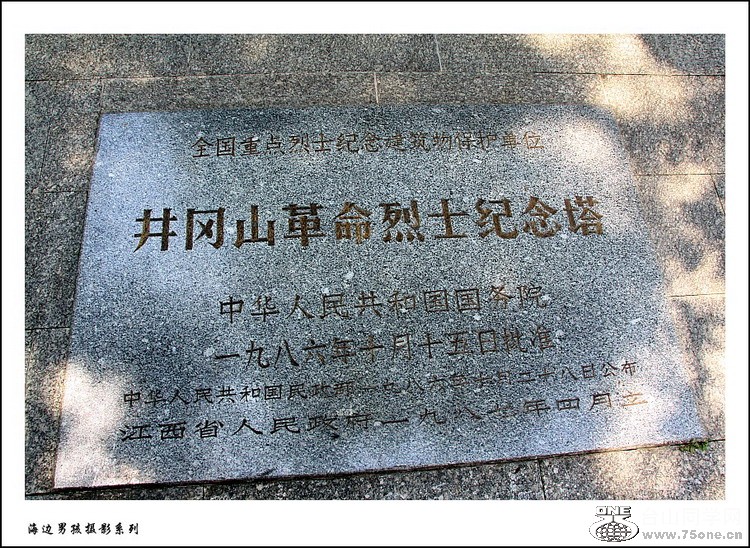 全国重点烈士纪念建筑物保护单位
井冈山革命烈士纪念塔
中华人民共和国国务院
一九八六年十月十五日批准
中华人民共和国民政部一九八六年十月二十八日公布
江西省人民政府一九八七年四月立
海边男孩摄影系列
ONE
www.75one.cn